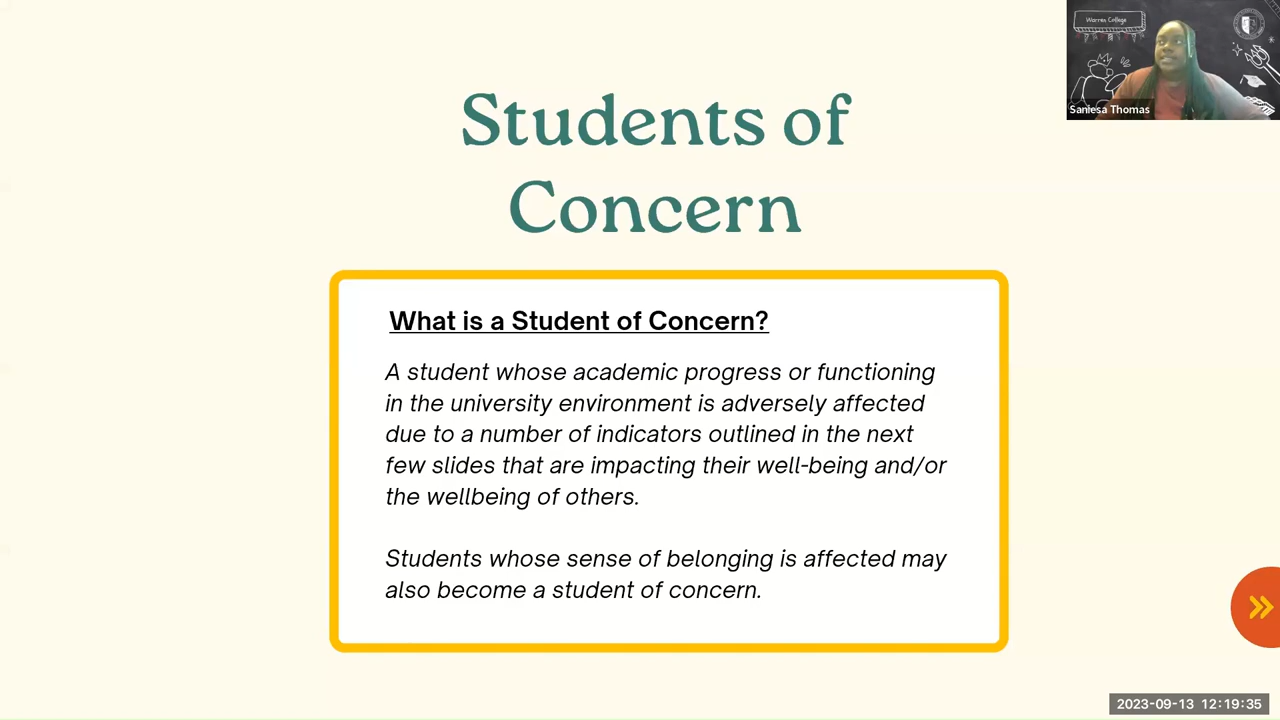 Warren College
Saniesa Thomas
Students of
Concern
What is a Student of Concern?
A student whose academic progress or functioning
in the university environment is adversely affected
due to a number of indicators outlined in the next
few slides that are impacting their well-being and/or
the wellbeing of others.
Students whose sense of belonging is affected may
also become a student of concern.
2023-09-13 12:19:35